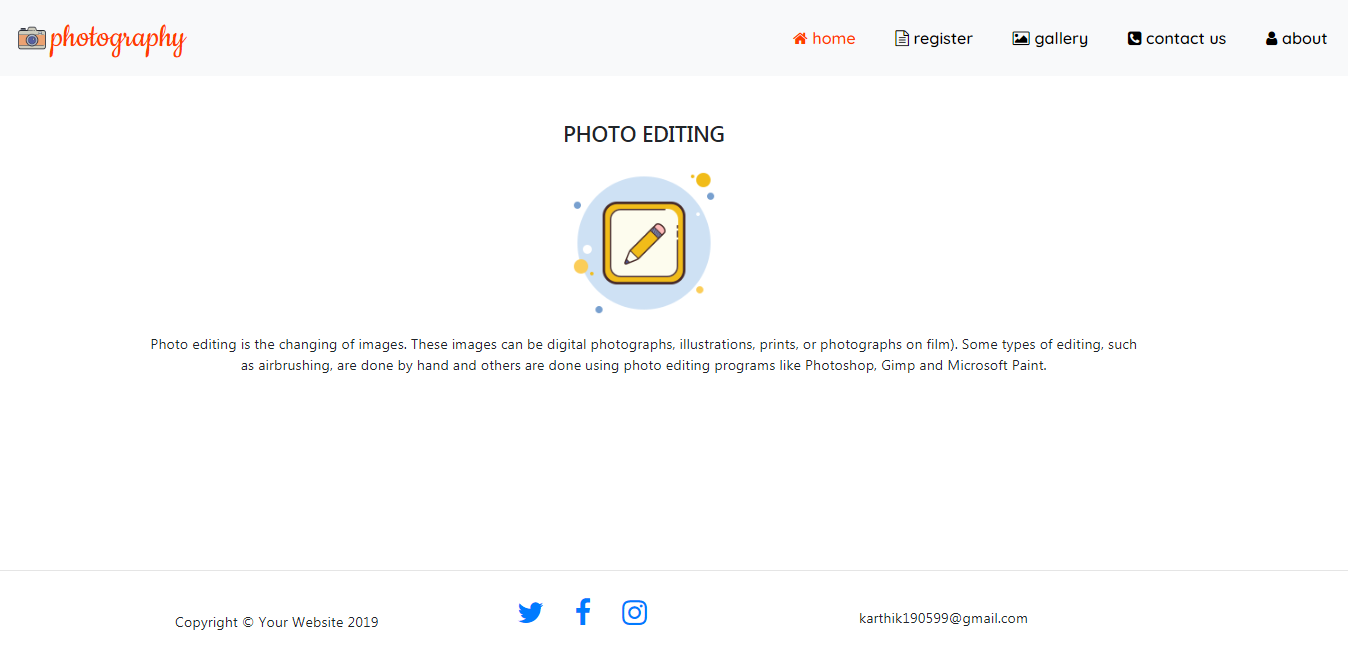 photography
home register gallery contact us about
PHOTO EDITING
Photo editing is the changing of images. These images can be digital photographs, illustrations, prints, or photographs on film). Some types of editing, such
as airbrushing, are done by hand and others are done using photo editing programs like Photoshop, Gimp and Microsoft Paint.
Copyright © Your Website 2019
karthik190599@gmail.com